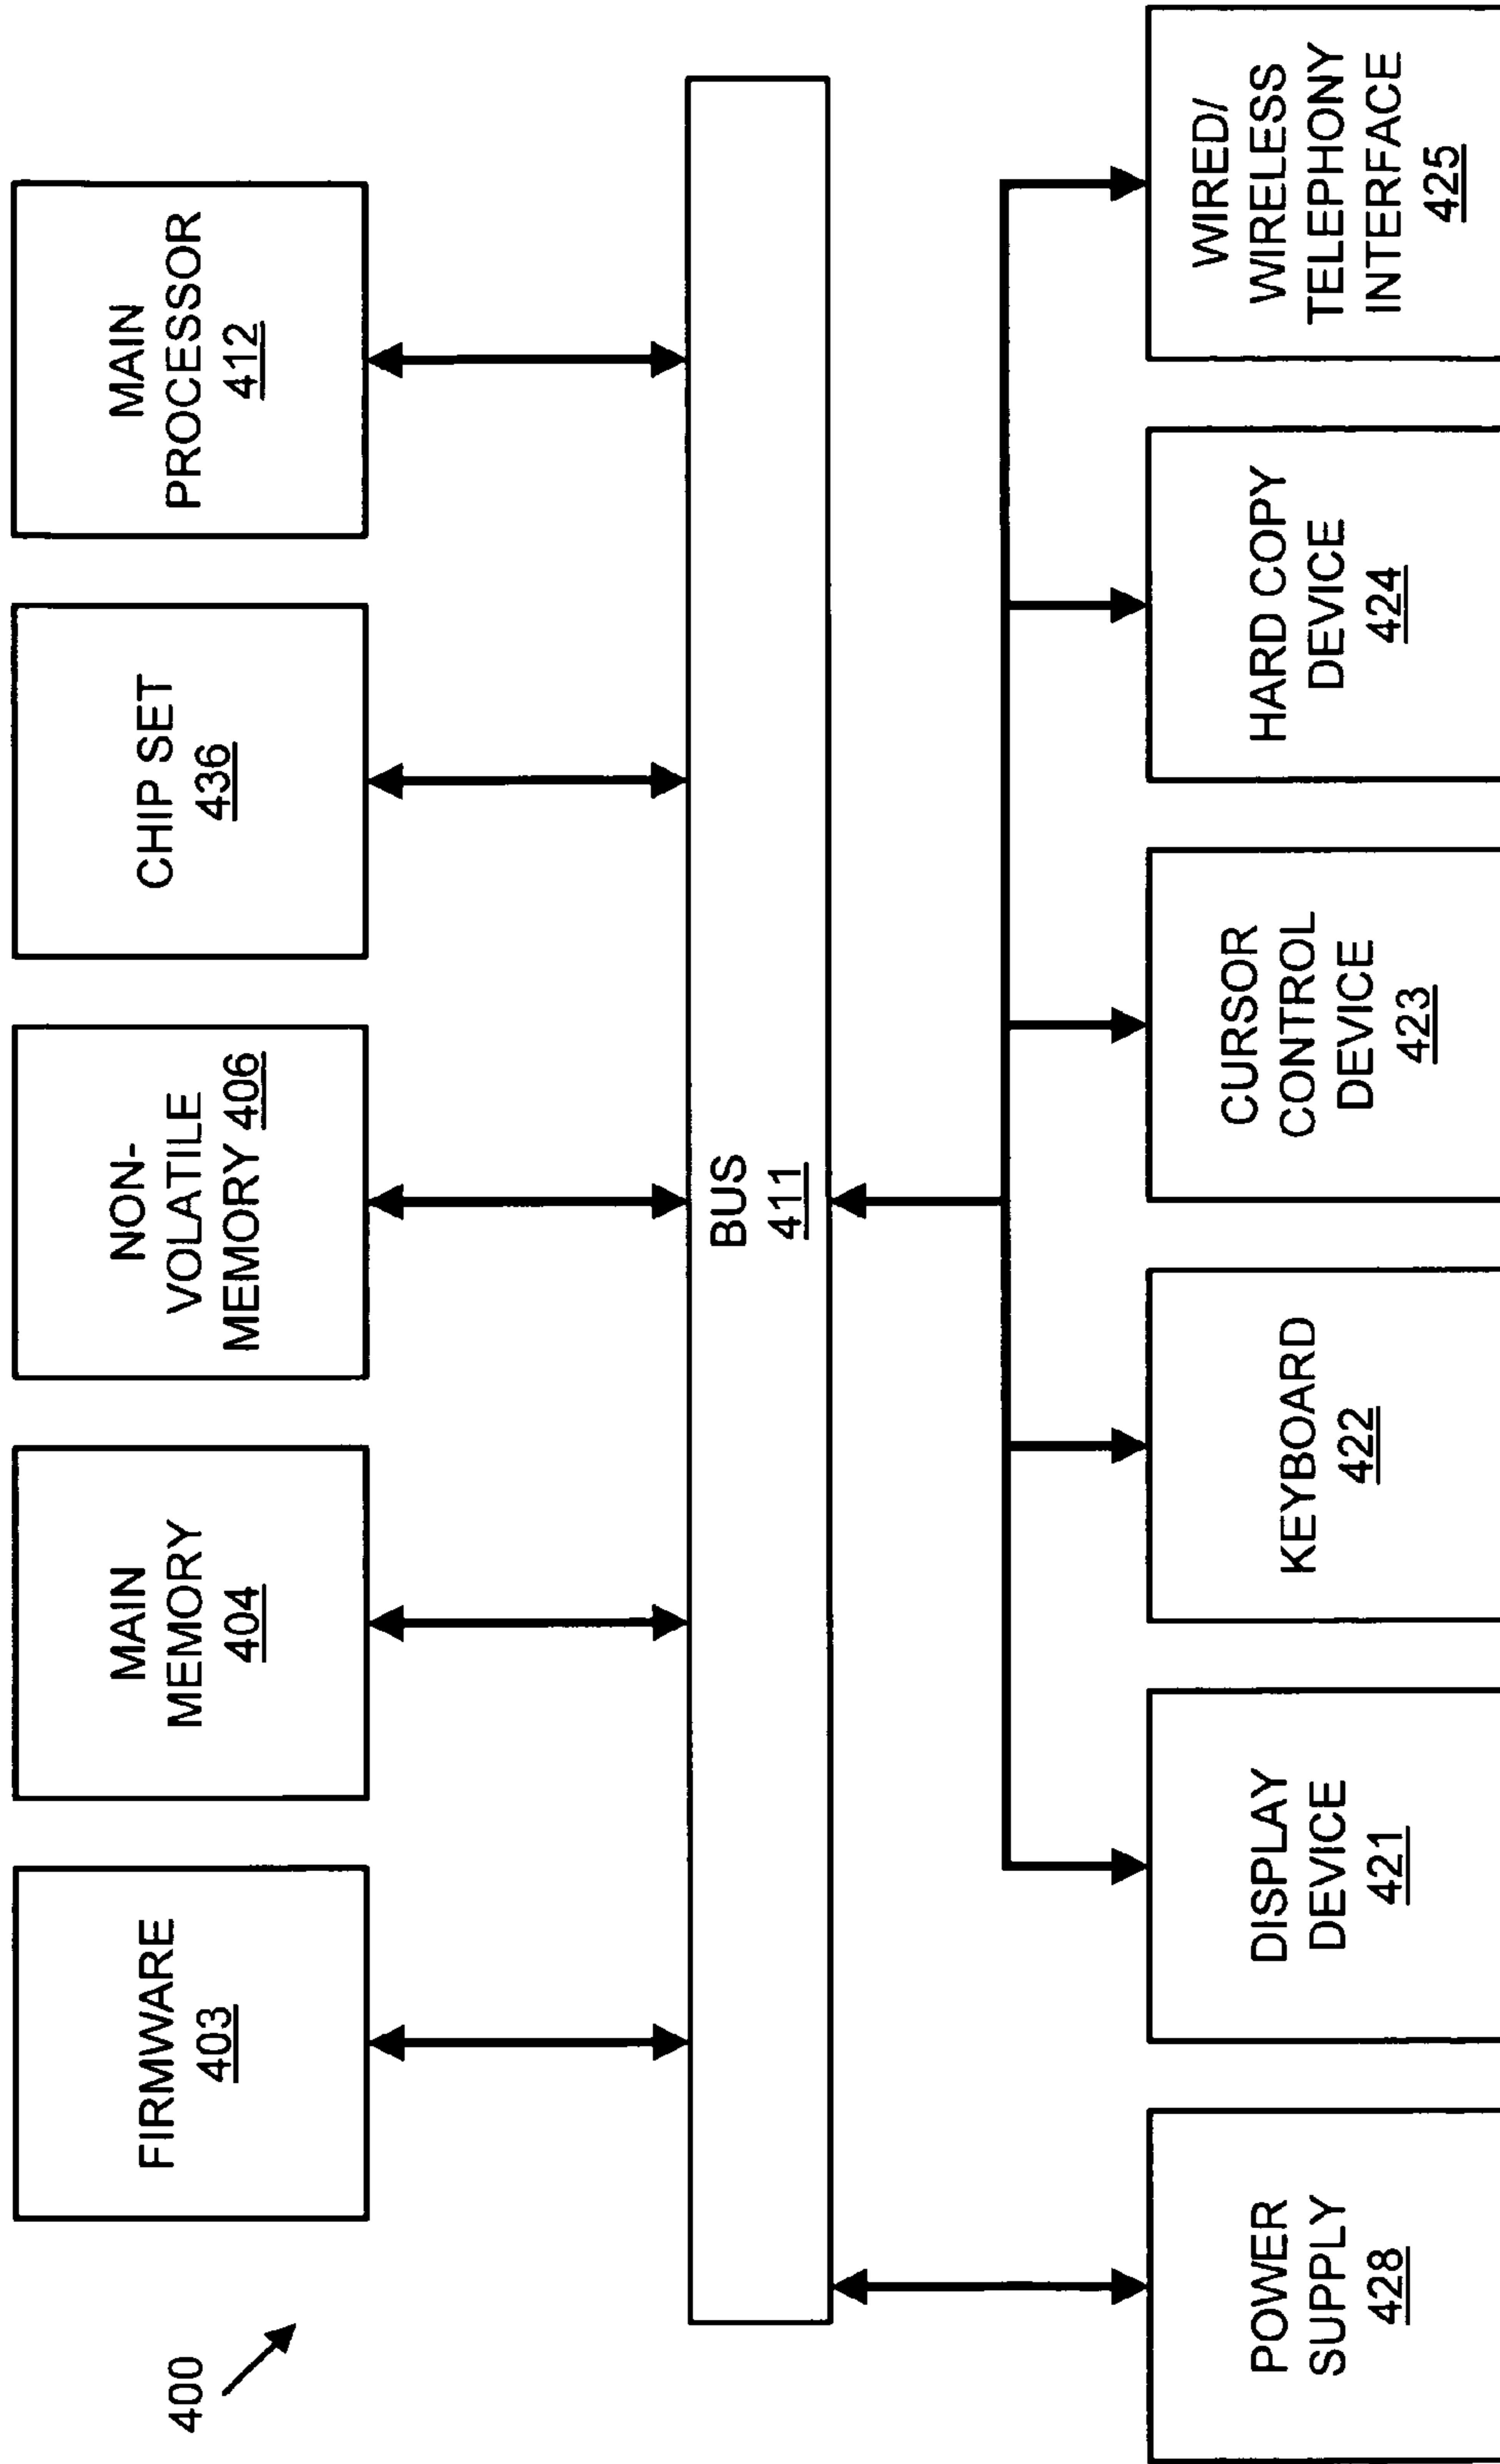 400
FIRMWARE
403
MAIN
MEMORY
404
NON-
VOLATILE
MEMORY 406
CHIP SET
436
MAIN
PROCESSOR
412
BUS
411
POWER
SUPPLY
428
DISPLAY
DEVICE
421
KEYBOARD
422
CURSOR
CONTROL
DEVICE
423
HARD COPY
DEVICE
424
WIRED/
WIRELESS
TELEPHONY
INTERFACE
425